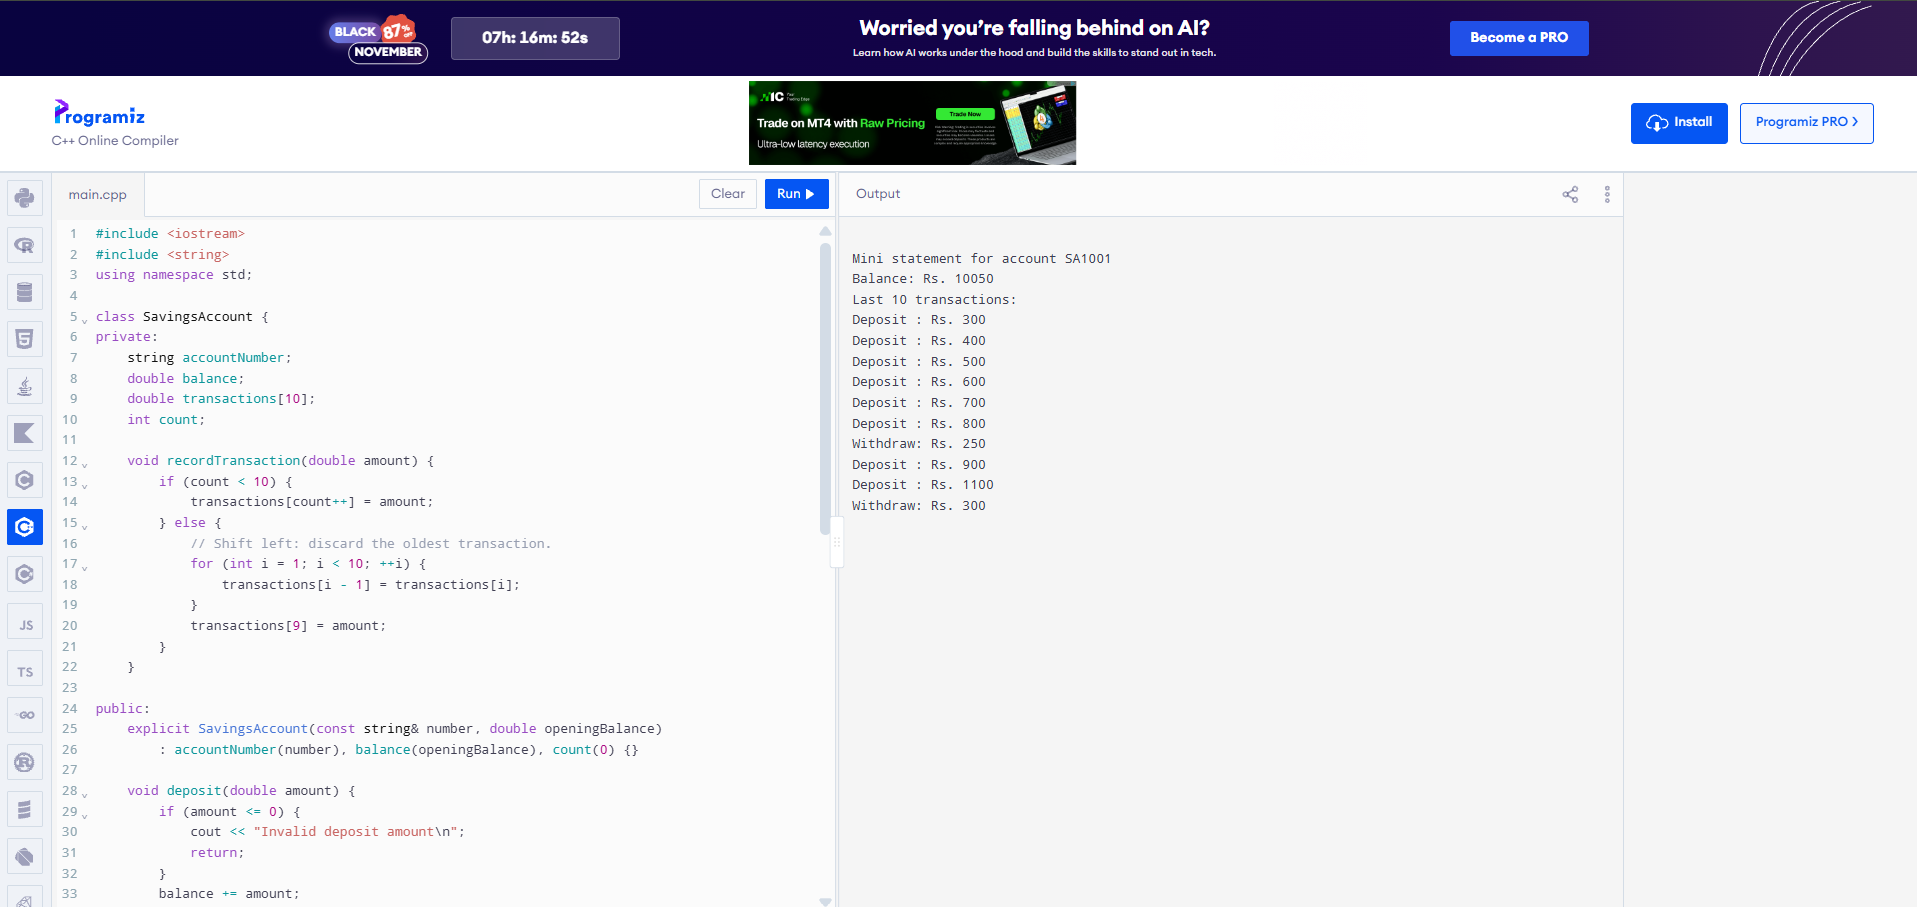 BLACK 87% OFF
NOVEMBER
07h: 16m: 52s
Worried you’re falling behind on AI?
Learn how AI works under the hood and build the skills to stand out in tech.
Become a PRO
Programiz
C++ Online Compiler
IC Your Trading Edge
Trade on MT4 with Raw Pricing
Ultra-low latency execution
Trade Now
Install
Programiz PRO >
main.cpp
Clear
Run
Output
1 #include <iostream>
2 #include <string>
3 using namespace std;
4
5 class SavingsAccount {
6 private:
7     string accountNumber;
8     double balance;
9     double transactions[10];
10     int count;
11
12     void recordTransaction(double amount) {
13         if (count < 10) {
14             transactions[count++] = amount;
15         } else {
16             // Shift left: discard the oldest transaction.
17             for (int i = 1; i < 10; ++i) {
18                 transactions[i - 1] = transactions[i];
19             }
20             transactions[9] = amount;
21         }
22     }
23
24 public:
25     explicit SavingsAccount(const string& number, double openingBalance)
26         : accountNumber(number), balance(openingBalance), count(0) {}
27
28     void deposit(double amount) {
29         if (amount <= 0) {
30             cout << "Invalid deposit amount\n";
31             return;
32         }
33         balance += amount;
Mini statement for account SA1001
Balance: Rs. 10050
Last 10 transactions:
Deposit : Rs. 300
Deposit : Rs. 400
Deposit : Rs. 500
Deposit : Rs. 600
Deposit : Rs. 700
Deposit : Rs. 800
Withdraw: Rs. 250
Deposit : Rs. 900
Deposit : Rs. 1100
Withdraw: Rs. 300
JS
TS
GO